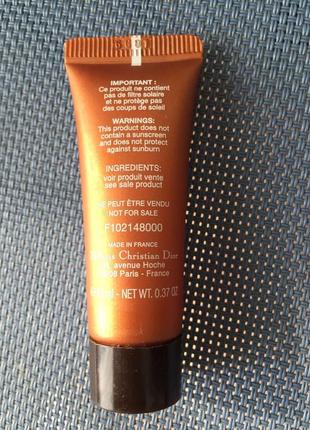 IMPORTANT :
Ce produit ne contient
pas de filtre solaire
et ne protège pas
des coups de soleil
WARNINGS:
This product does not
contain a sunscreen
and does not protect
against sunburn
INGREDIENTS:
voir produit vente
see sale product
NE PEUT ÊTRE VENDU
NOT FOR SALE
F102148000
MADE IN FRANCE
Christian Dior
avenue Hoche
Paris - France
NET WT. 0.37 OZ